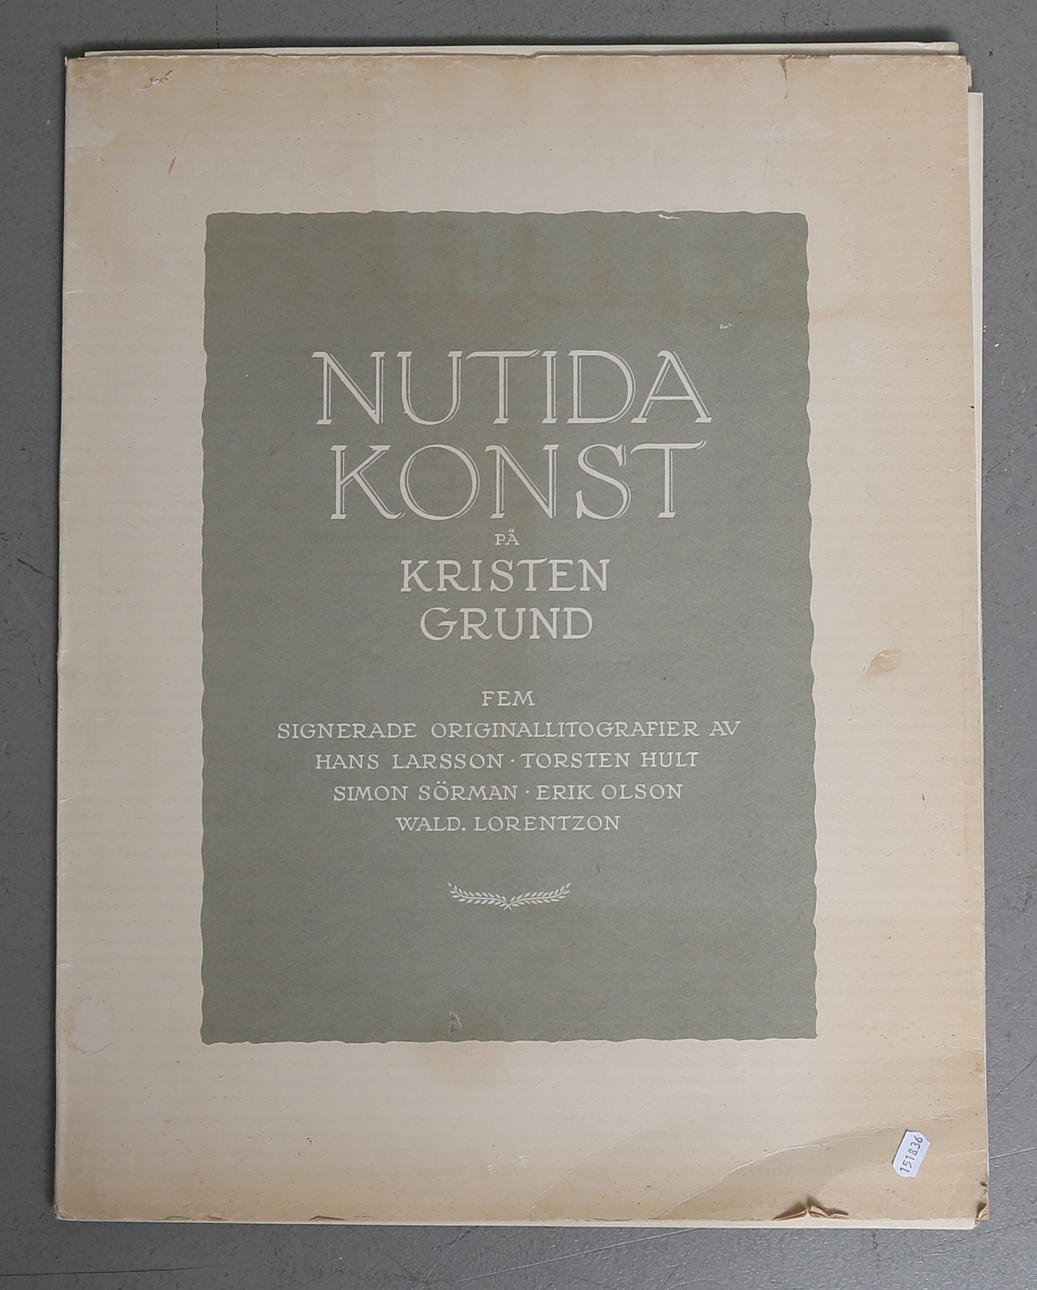 NUTIDA
KONST
PÅ
KRISTEN
GRUND
FEM
SIGNERADE ORIGINALLITOGRAFIER AV
HANS LARSSON · TORSTEN HULT
SIMON SÖRMAN · ERIK OLSON
WALD. LORENTZON
151836